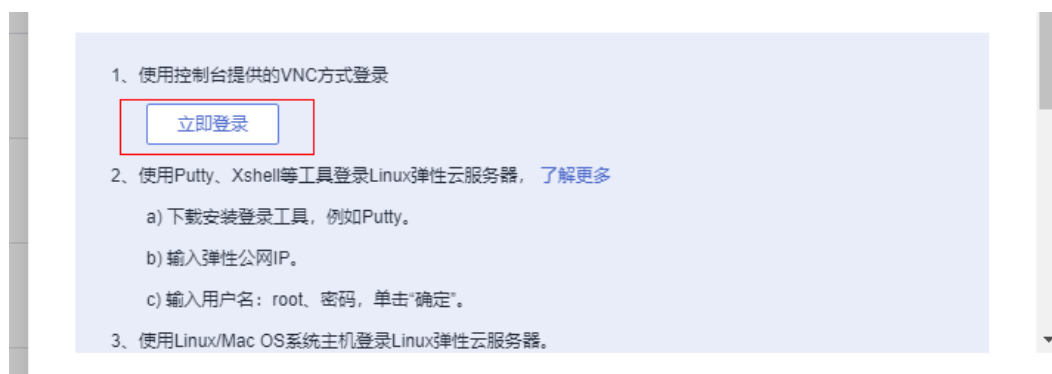 1、使用控制台提供的VNC方式登录
立即登录
2、使用Putty、Xshell等工具登录Linux弹性云服务器，了解更多
a) 下载安装登录工具，例如Putty。
b) 输入弹性公网IP。
c) 输入用户名：root、密码，单击“确定”。
3、使用Linux/Mac OS系统主机登录Linux弹性云服务器。